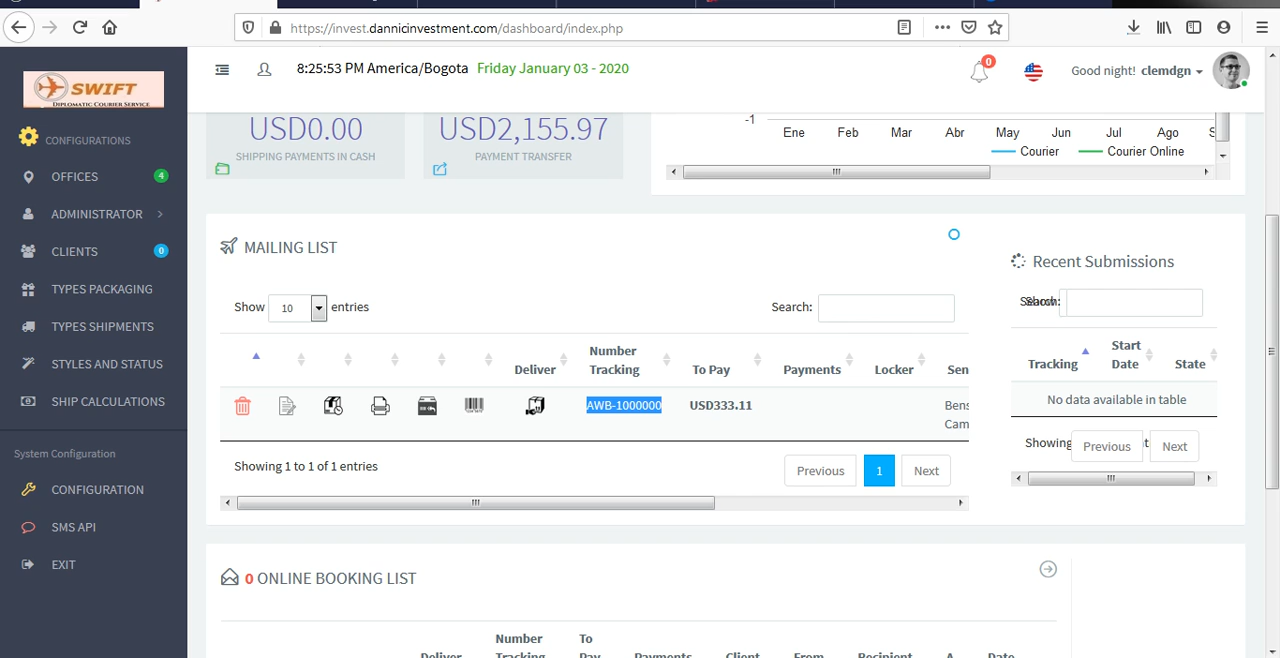 https://invest.dannicinvestment.com/dashboard/index.php
SWIFT
DIPLOMATIC COURIER SERVICE
8:25:53 PM America/Bogota Friday January 03 - 2020
0
Good night! clemdgn
CONFIGURATIONS
OFFICES 4
ADMINISTRATOR
CLIENTS 0
TYPES PACKAGING
TYPES SHIPMENTS
STYLES AND STATUS
SHIP CALCULATIONS
System Configuration
CONFIGURATION
SMS API
EXIT
USD0.00
SHIPPING PAYMENTS IN CASH
USD2,155.97
PAYMENT TRANSFER
-1
Ene Feb Mar Abr May Jun Jul Ago S
Courier Courier Online
MAILING LIST
Show 10 entries
Search:
Deliver Number Tracking To Pay Payments Locker Sen
AWB-1000000 USD333.11 Bens Cam
Showing 1 to 1 of 1 entries
Previous 1 Next
Recent Submissions
Show:
Search:
Tracking Start Date State
No data available in table
Showing
Previous Next
0 ONLINE BOOKING LIST
Deliver Number Tracking To Pay Payments Client From Recipient A Date